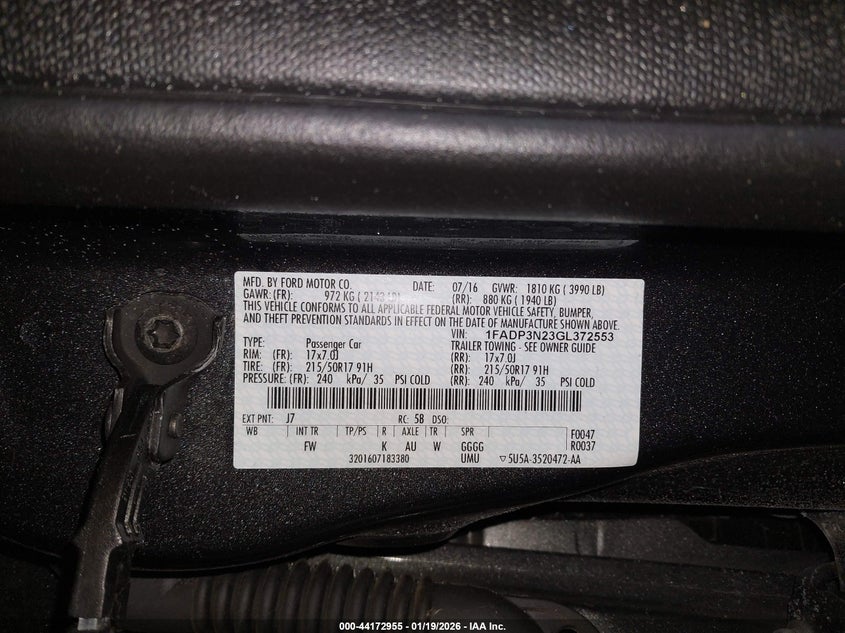 MFD. BY FORD MOTOR CO. DATE: 07/16 GVWR: 1810 KG ( 3990 LB)
GAWR: (FR): 972 KG ( 2143 LB) (RR): 880 KG ( 1940 LB)
THIS VEHICLE CONFORMS TO ALL APPLICABLE FEDERAL MOTOR VEHICLE SAFETY, BUMPER,
AND THEFT PREVENTION STANDARDS IN EFFECT ON THE DATE OF MANUFACTURE SHOWN ABOVE.
VIN: 1FADP3N23GL372553
TYPE: Passenger Car TRAILER TOWING - SEE OWNER GUIDE
RIM: (FR): 17x7.0J (RR): 17x7.0J
TIRE: (FR): 215/50R17 91H (RR): 215/50R17 91H
PRESSURE: (FR): 240 kPa/ 35 PSI COLD (RR): 240 kPa/ 35 PSI COLD
EXT PNT: J7 RC: 58 DSO:
WB INT TR TP/PS R AXLE TR SPR F0047
FW K AU W GGGG R0037
3201607183380 UMU ▽5U5A-3520472-AA
000-44172955 - 01/19/2026 - IAA Inc.